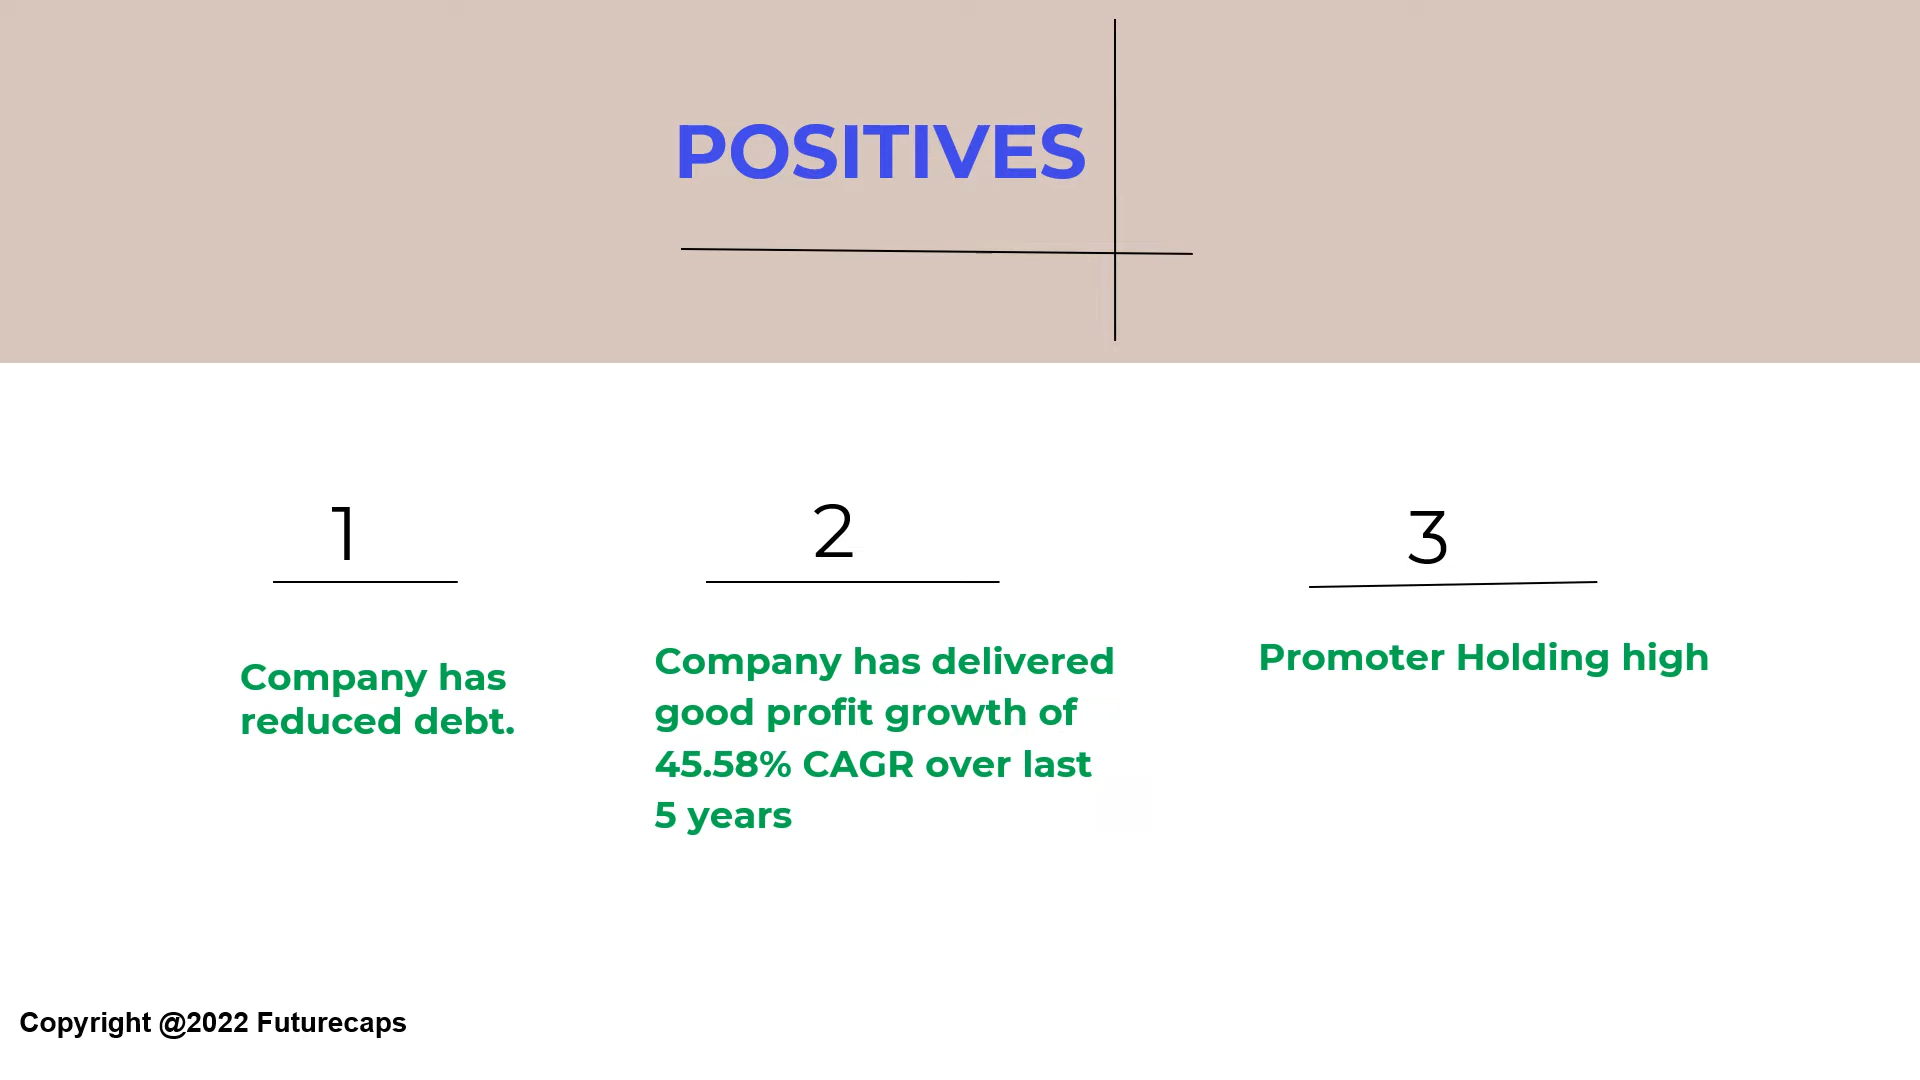 POSITIVES
1
Company has
reduced debt.
2
Company has delivered
good profit growth of
45.58% CAGR over last
5 years
3
Promoter Holding high
Copyright @2022 Futurecaps